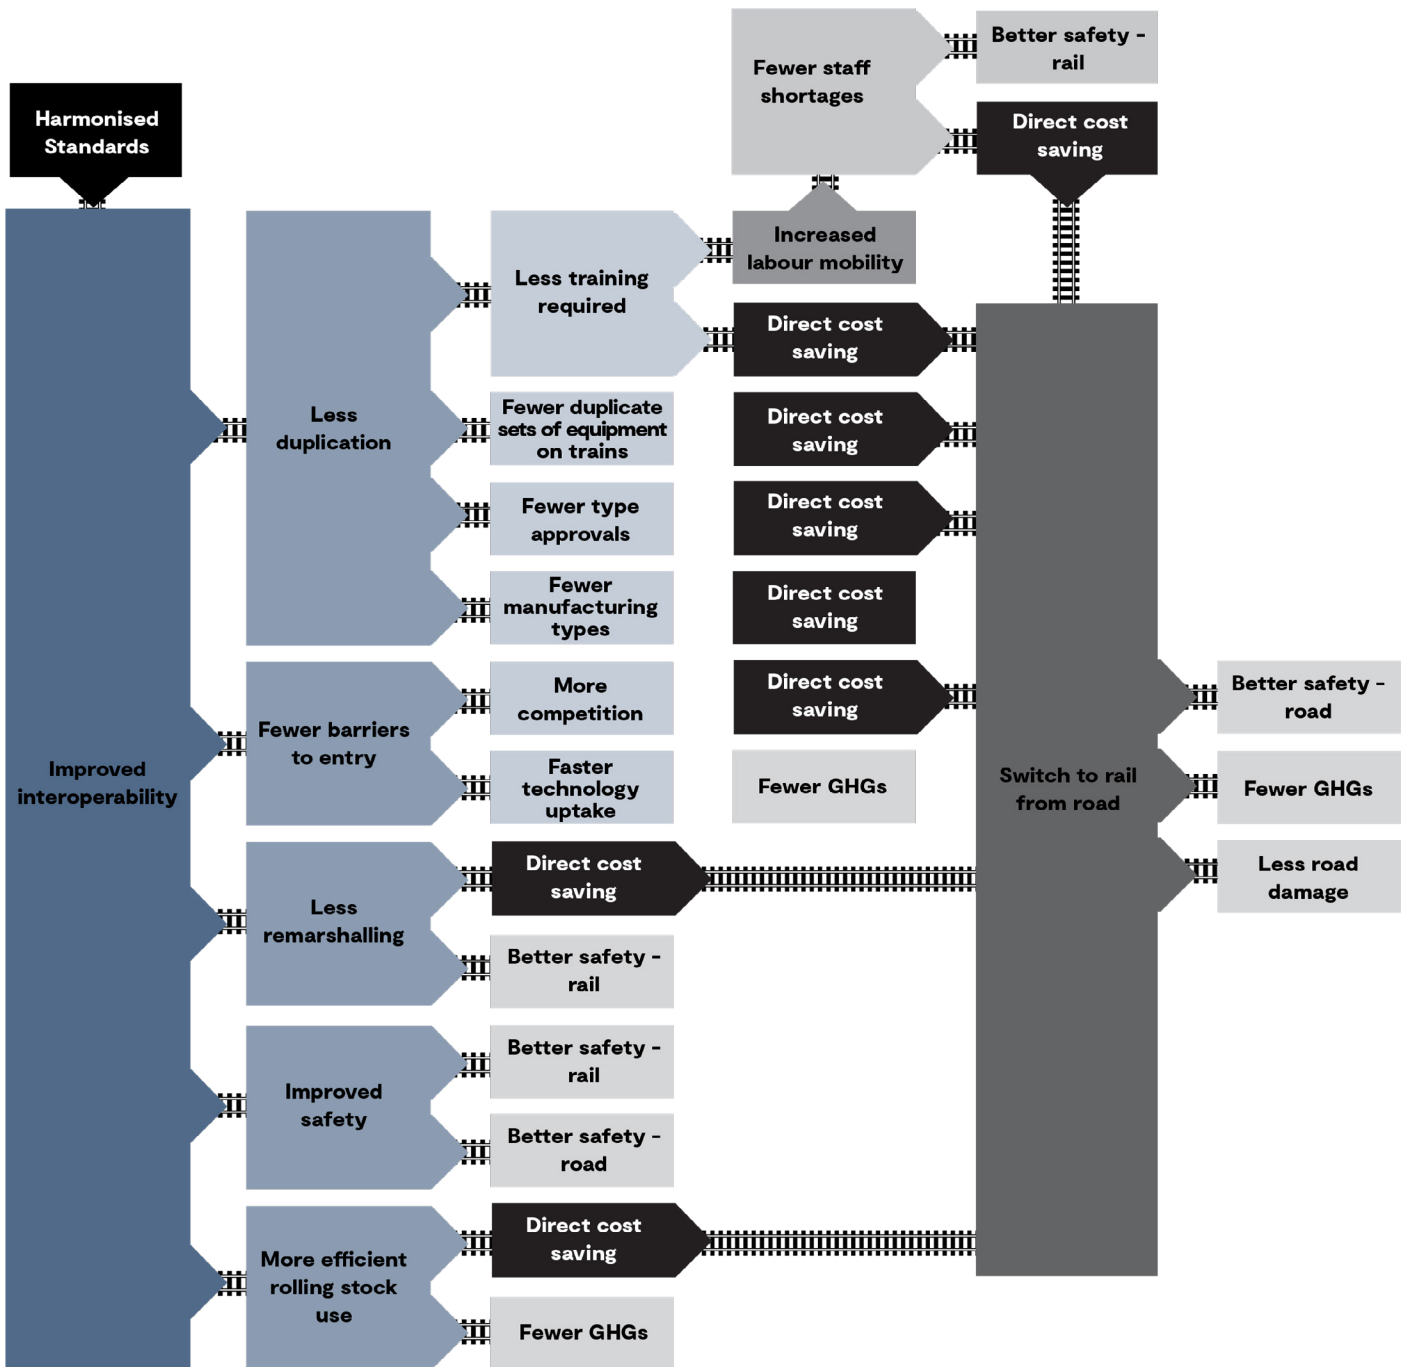 Harmonised
Standards
Improved
interoperability
Less
duplication
Fewer barriers
to entry
Less
remarshalling
Improved
safety
More efficient
rolling stock
use
Less training
required
Fewer duplicate
sets of equipment
on trains
Fewer type
approvals
Fewer
manufacturing
types
More
competition
Faster
technology
uptake
Direct cost
saving
Better safety -
rail
Better safety -
rail
Better safety -
road
Direct cost
saving
Fewer GHGs
Fewer staff
shortages
Increased
labour mobility
Direct cost
saving
Direct cost
saving
Direct cost
saving
Direct cost
saving
Direct cost
saving
Fewer GHGs
Better safety -
rail
Direct cost
saving
Switch to rail
from road
Better safety -
road
Fewer GHGs
Less road
damage